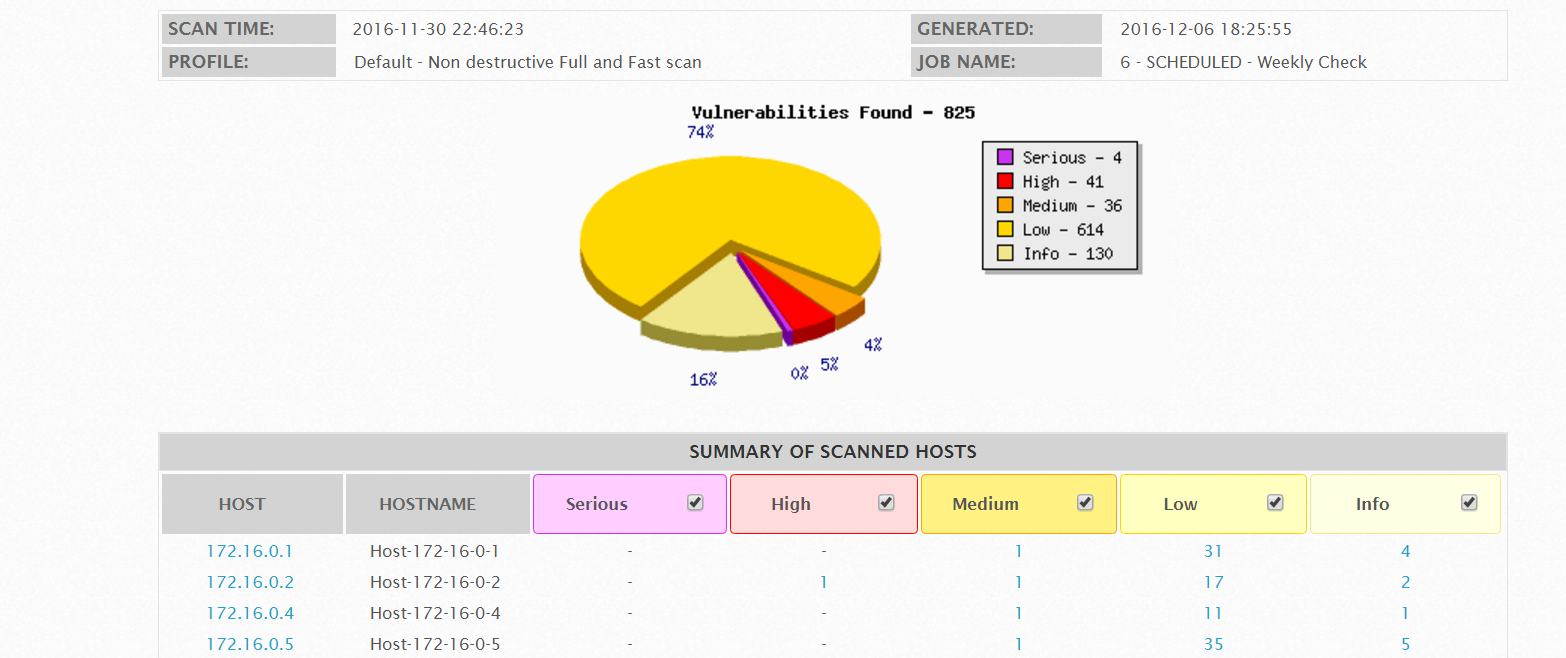 SCAN TIME: 2016-11-30 22:46:23 GENERATED: 2016-12-06 18:25:55
PROFILE: Default - Non destructive Full and Fast scan JOB NAME: 6 - SCHEDULED - Weekly Check
Vulnerabilities Found - 825
74%
Serious - 4
High - 41
Medium - 36
Low - 614
Info - 130
4%
5%
0%
16%
SUMMARY OF SCANNED HOSTS
HOST HOSTNAME Serious High Medium Low Info
172.16.0.1 Host-172-16-0-1 - - 1 31 4
172.16.0.2 Host-172-16-0-2 - 1 1 17 2
172.16.0.4 Host-172-16-0-4 - - 1 11 1
172.16.0.5 Host-172-16-0-5 - - 1 35 5